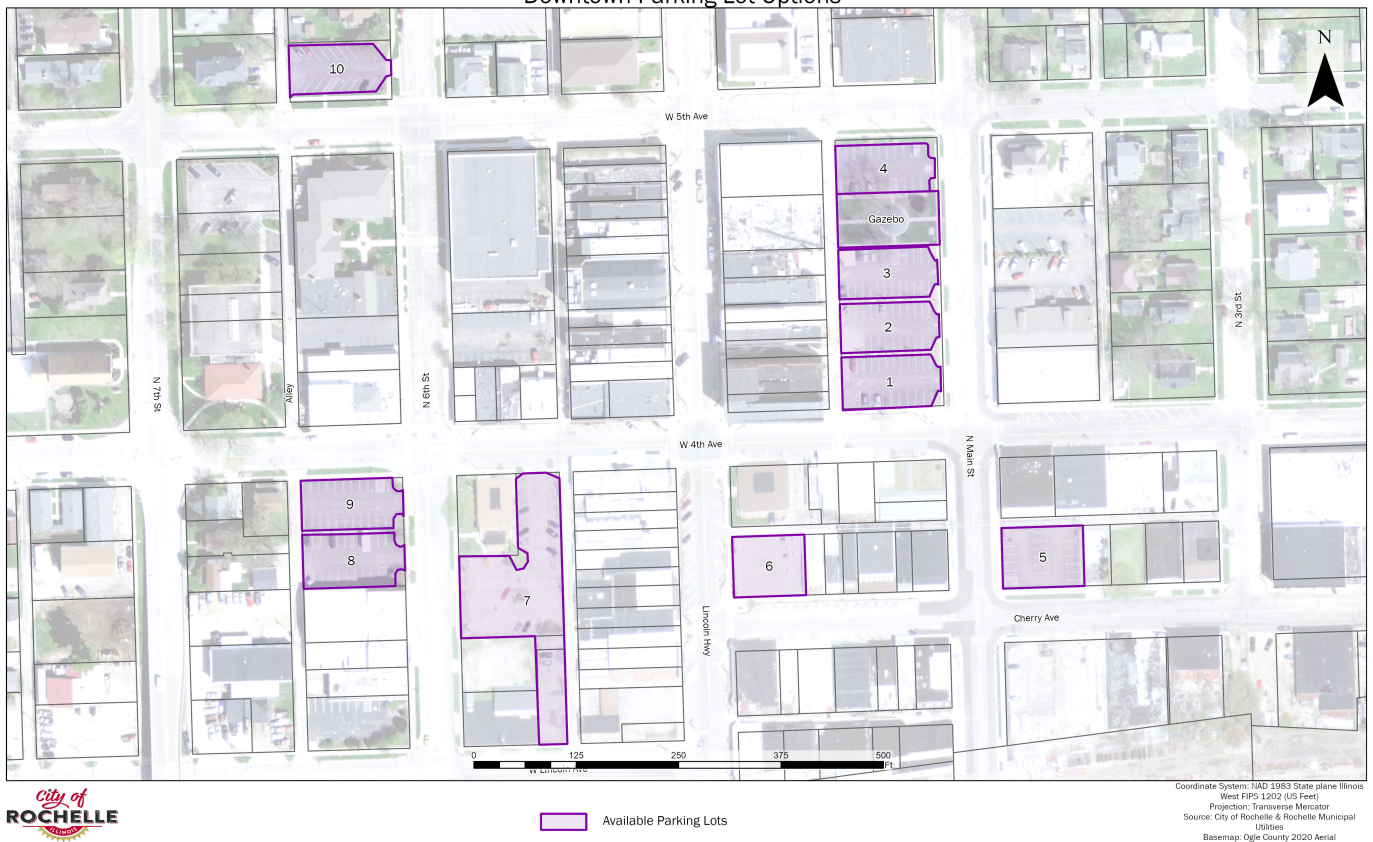 Downtown Parking Lot Options
N
10
W 5th Ave
4
Gazebo
3
2
1
N 3rd St
N 7th St
Alley
N 6th St
W 4th Ave
N Main St
9
8
7
6
5
Lincoln Hwy
Cherry Ave
0 125 250 375 500
Ft
W Lincoln Ave
City of
ROCHELLE
ILLINOIS
Available Parking Lots
Coordinate System: NAD 1983 State plane Illinois
West FIPS 1202 (US Feet)
Projection: Transverse Mercator
Source: City of Rochelle & Rochelle Municipal
Utilities
Basemap: Ogle County 2020 Aerial